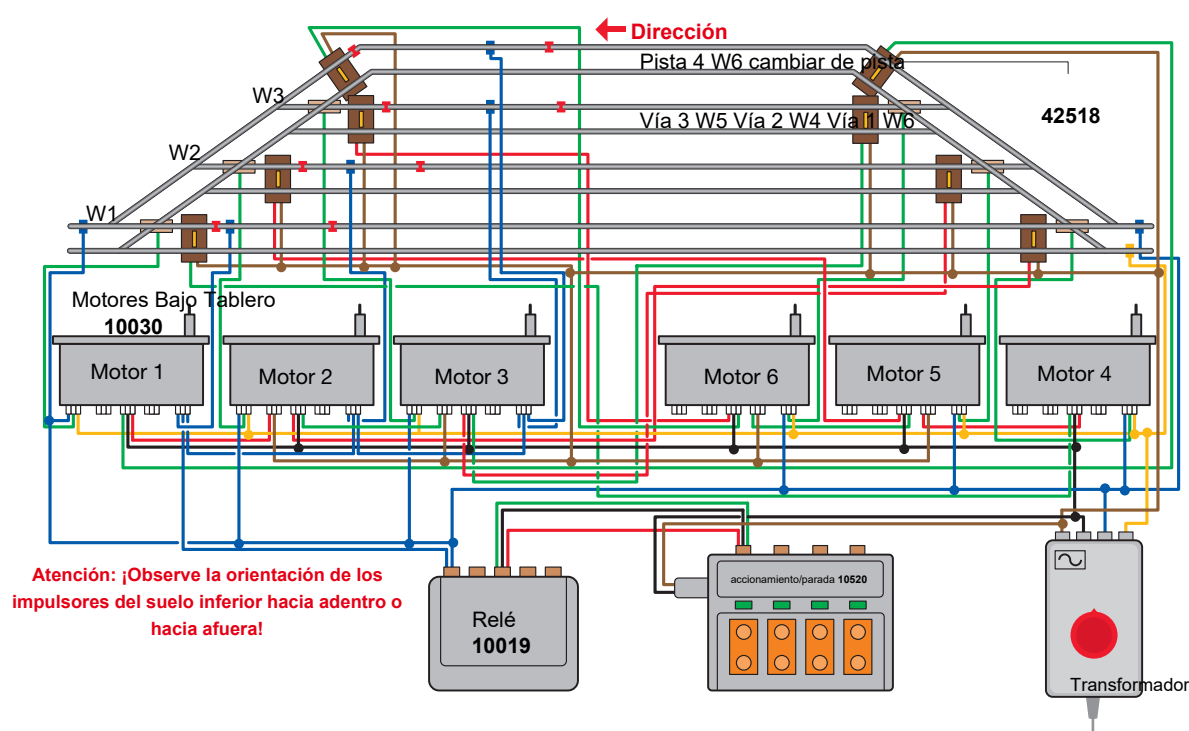 Dirección
Pista 4 W6 cambiar de pista
W3
42518
Vía 3 W5 Vía 2 W4 Vía 1 W6
W2
W1
Motores Bajo Tablero
10030
Motor 1
Motor 2
Motor 3
Motor 6
Motor 5
Motor 4
Atención: ¡Observe la orientación de los
impulsores del suelo inferior hacia adentro o
hacia afuera!
Relé
10019
accionamiento/parada 10520
Transformador